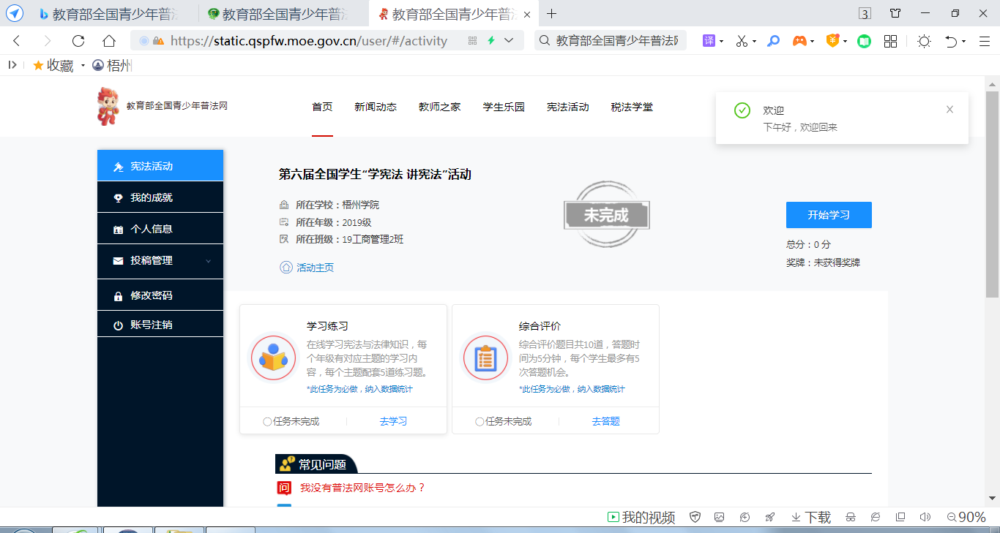 教育部全国青少年普法
教育部全国青少年普
教育部全国青少年普法
3
https://static.qspfw.moe.gov.cn/user/#/activity
教育部全国青少年普法
译
收藏
梧州
教育部全国青少年普法网
首页
新闻动态
教师之家
学生乐园
宪法活动
税法学堂
欢迎
下午好，欢迎回来
宪法活动
我的成就
个人信息
投稿管理
修改密码
账号注销
第六届全国学生“学宪法 讲宪法”活动
所在学校：梧州学院
所在年级：2019级
所在班级：19工商管理2班
活动主页
未完成
开始学习
总分：0 分
奖牌：未获得奖牌
学习练习
在线学习宪法与法律知识，每
个年级有对应主题的学习内
容，每个主题配套5道练习题。
*此任务为必做，纳入数据统计
任务未完成
去学习
综合评价
综合评价题目共10道，答题时
间为5分钟，每个学生最多有5
次答题机会。
*此任务为必做，纳入数据统计
任务未完成
去答题
常见问题
问 我没有普法网账号怎么办？
我的视频
下载
90%